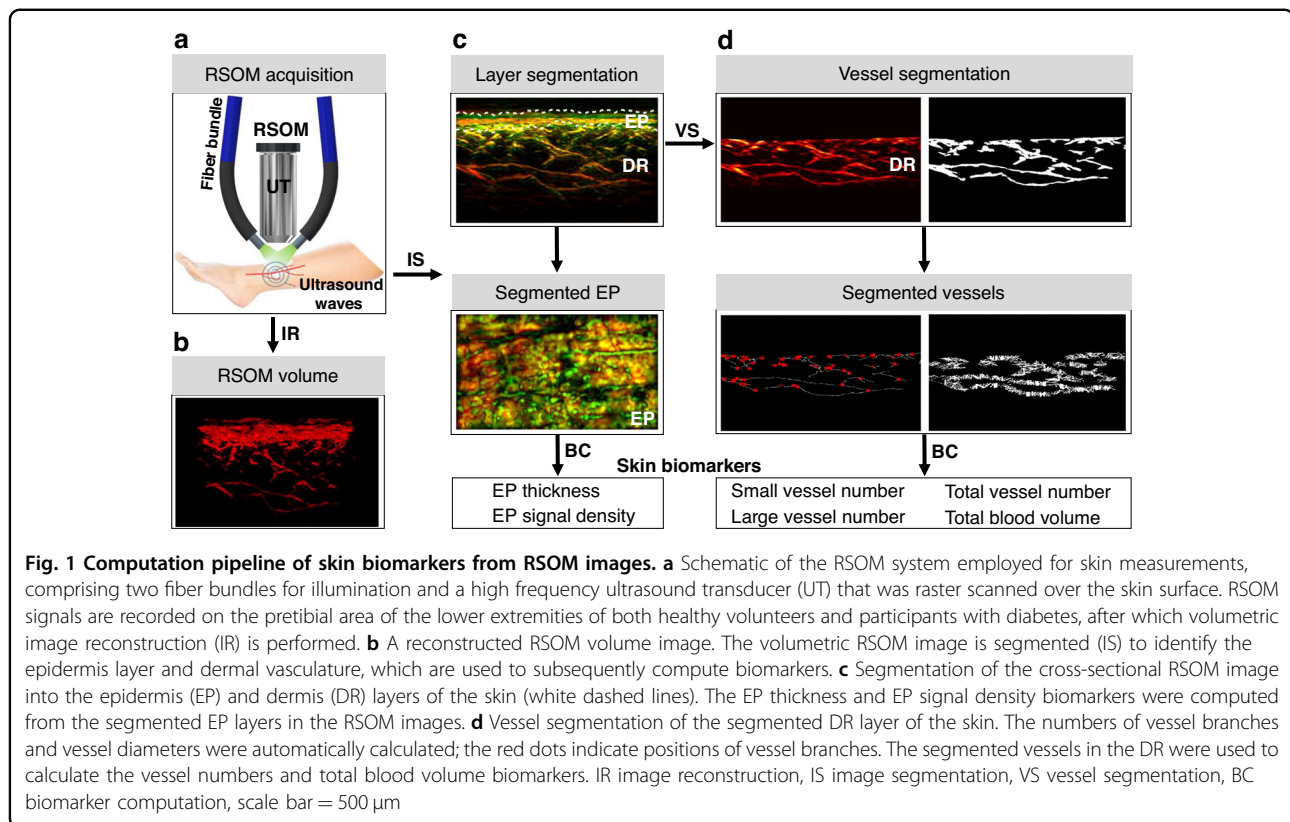 a
RSOM acquisition
Fiber bundle
RSOM
UT
Ultrasound
waves
IS
IR
b
RSOM volume
c
Layer segmentation
EP
DR
VS
Segmented EP
EP
BC
Skin biomarkers
EP thickness
EP signal density
d
Vessel segmentation
DR
Segmented vessels
BC
Small vessel number Total vessel number
Large vessel number Total blood volume
Fig. 1 Computation pipeline of skin biomarkers from RSOM images. a Schematic of the RSOM system employed for skin measurements,
comprising two fiber bundles for illumination and a high frequency ultrasound transducer (UT) that was raster scanned over the skin surface. RSOM
signals are recorded on the pretibial area of the lower extremities of both healthy volunteers and participants with diabetes, after which volumetric
image reconstruction (IR) is performed. b A reconstructed RSOM volume image. The volumetric RSOM image is segmented (IS) to identify the
epidermis layer and dermal vasculature, which are used to subsequently compute biomarkers. c Segmentation of the cross-sectional RSOM image
into the epidermis (EP) and dermis (DR) layers of the skin (white dashed lines). The EP thickness and EP signal density biomarkers were computed
from the segmented EP layers in the RSOM images. d Vessel segmentation of the segmented DR layer of the skin. The numbers of vessel branches
and vessel diameters were automatically calculated; the red dots indicate positions of vessel branches. The segmented vessels in the DR were used to
calculate the vessel numbers and total blood volume biomarkers. IR image reconstruction, IS image segmentation, VS vessel segmentation, BC
biomarker computation, scale bar = 500 μm